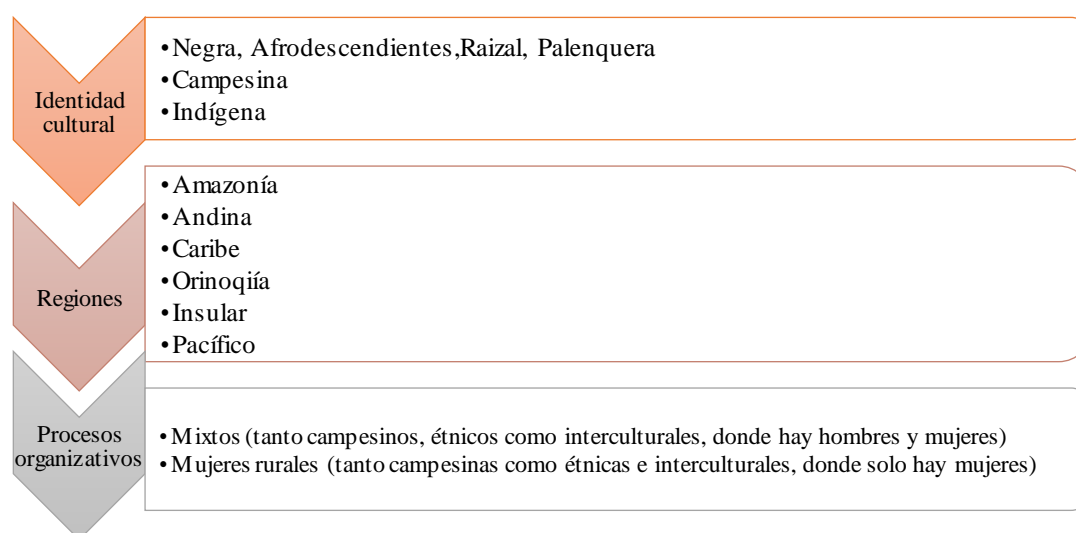 Identidad
cultural
•Negra, Afrodescendientes,Raizal, Palenquera
•Campesina
•Indígena
Regiones
•Amazonía
•Andina
•Caribe
•Orinoqiía
•Insular
•Pacífico
Procesos
organizativos
•Mixtos (tanto campesinos, étnicos como interculturales, donde hay hombres y mujeres)
•Mujeres rurales (tanto campesinas como étnicas e interculturales, donde solo hay mujeres)